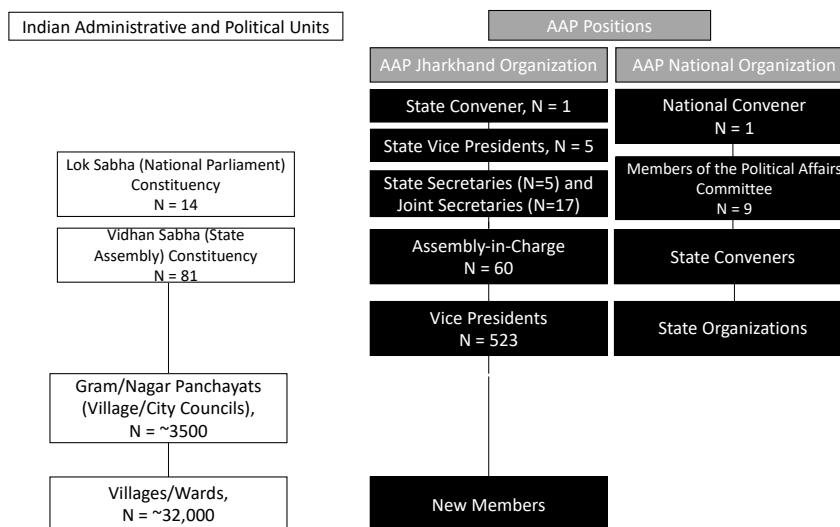 Indian Administrative and Political Units
AAP Positions
AAP Jharkhand Organization
AAP National Organization
State Convener, N = 1
State Vice Presidents, N = 5
State Secretaries (N=5) and
Joint Secretaries (N=17)
Assembly-in-Charge
N = 60
Vice Presidents
N = 523
New Members
National Convener
N = 1
Members of the Political Affairs
Committee
N = 9
State Conveners
State Organizations
Lok Sabha (National Parliament)
Constituency
N = 14
Vidhan Sabha (State
Assembly) Constituency
N = 81
Gram/Nagar Panchayats
(Village/City Councils),
N = ~3500
Villages/Wards,
N = ~32,000